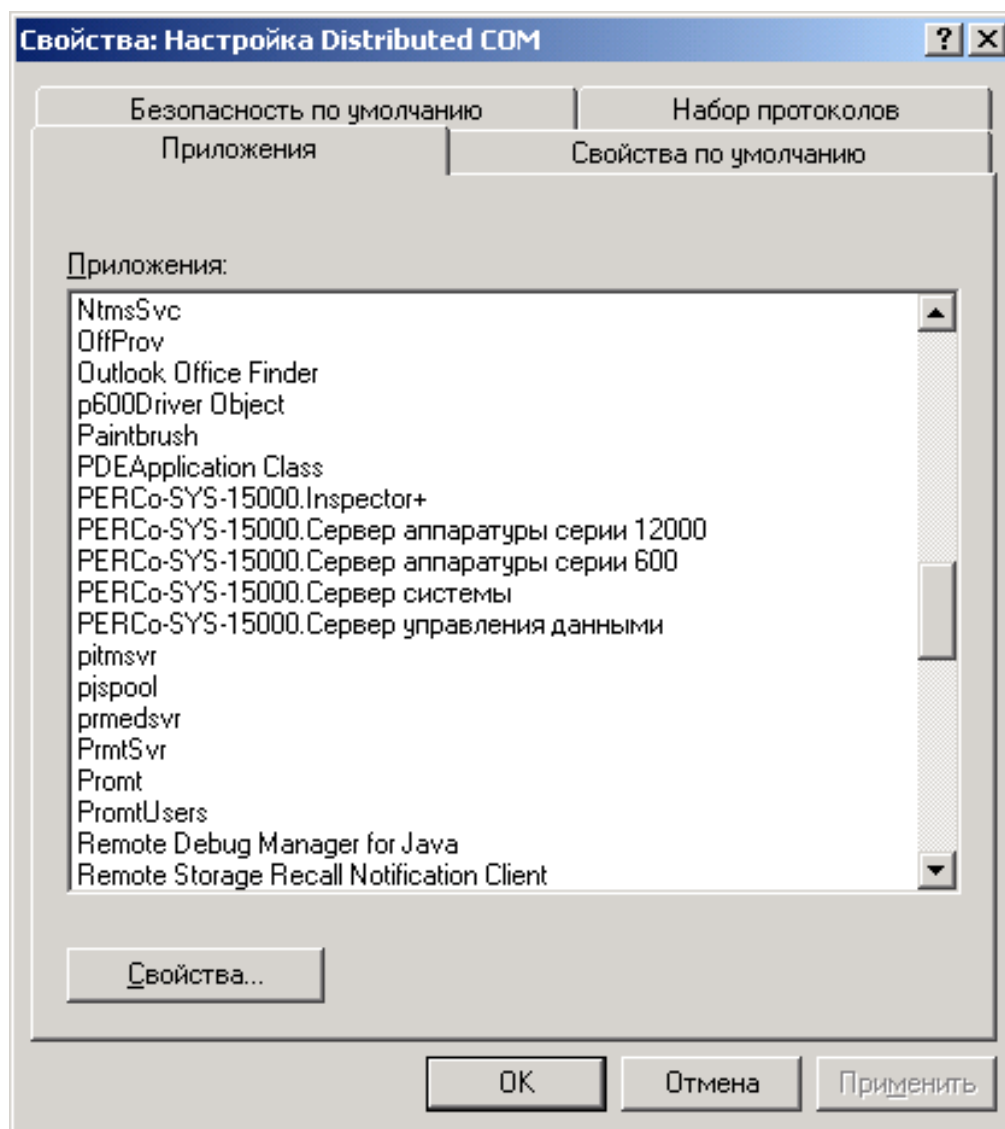 Свойства: Настройка Distributed COM
Безопасность по умолчанию
Набор протоколов
Приложения
Свойства по умолчанию
Приложения:
NtmsSvc
OffProv
Outlook Office Finder
p600Driver Object
Paintbrush
PDEApplication Class
PERCo-SYS-15000.Inspector+
PERCo-SYS-15000.Сервер аппаратуры серии 12000
PERCo-SYS-15000.Сервер аппаратуры серии 600
PERCo-SYS-15000.Сервер системы
PERCo-SYS-15000.Сервер управления данными
pitmsvr
pjspool
prmedsvr
PrmtSvr
Promt
PromtUsers
Remote Debug Manager for Java
Remote Storage Recall Notification Client
Свойства...
OK
Отмена
Применить